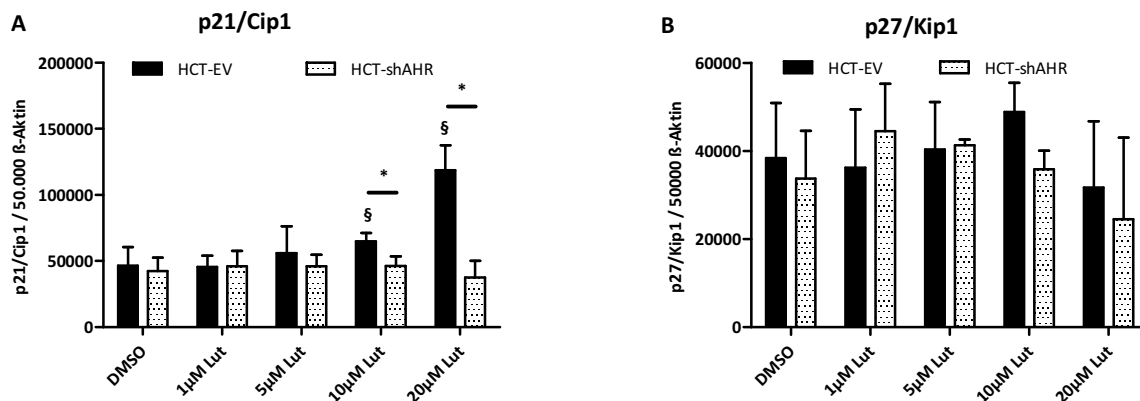 A
p21/Cip1
p21/Cip1 / 50.000 ß-Aktin
200000
150000
100000
50000
0
HCT-EV
HCT-shAHR
§
*
§
*
DMSO
1µM Lut
5µM Lut
10µM Lut
20µM Lut
B
p27/Kip1
p27/Kip1 / 50000 ß-Aktin
60000
40000
20000
0
HCT-EV
HCT-shAHR
DMSO
1µM Lut
5µM Lut
10µM Lut
20µM Lut